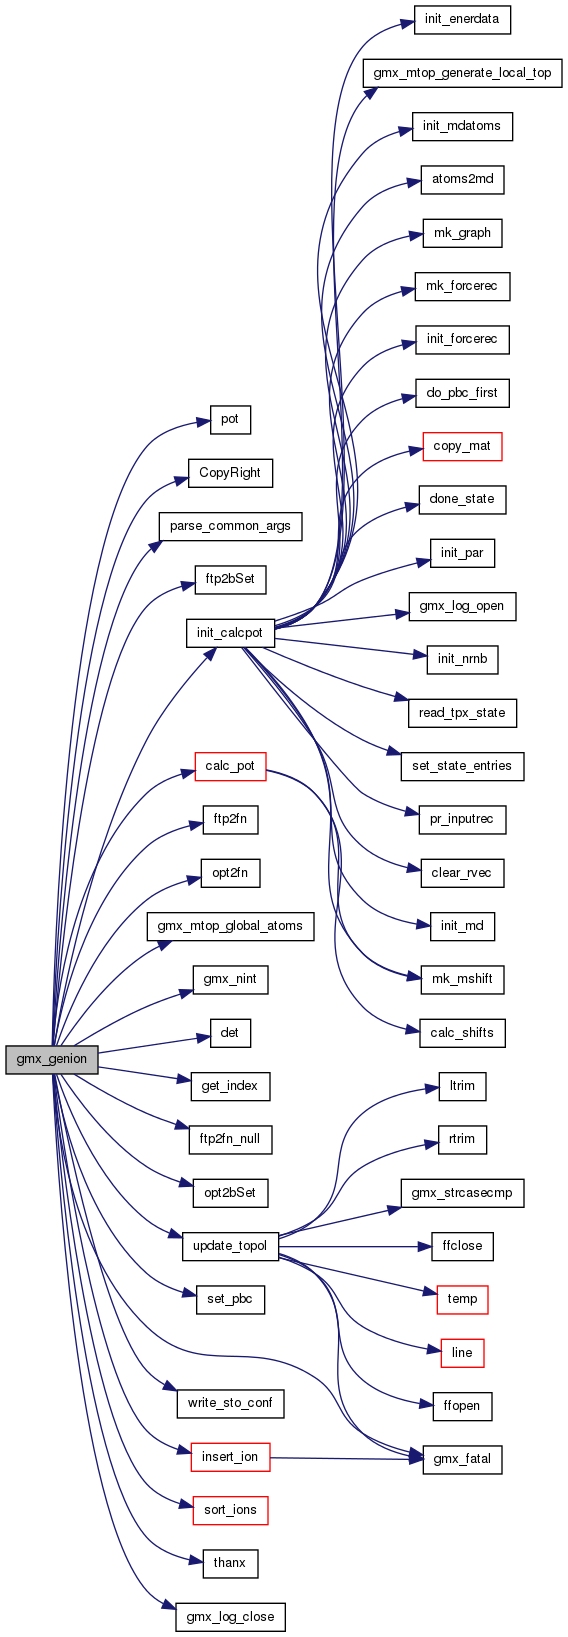 init_enerdata
gmx_mtop_generate_local_top
init_mdatoms
atoms2md
mk_graph
mk_forcerec
init_forcerec
do_pbc_first
pot
copy_mat
CopyRight
done_state
parse_common_args
init_par
ftp2bSet
gmx_log_open
init_calcpot
init_nrnb
read_tpx_state
calc_pot
set_state_entries
ftp2fn
pr_inputrec
opt2fn
clear_rvec
gmx_mtop_global_atoms
init_md
gmx_nint
mk_mshift
det
calc_shifts
gmx_genion
get_index
ltrim
ftp2fn_null
rtrim
opt2bSet
gmx_strcasecmp
update_topol
ffclose
set_pbc
temp
line
write_sto_conf
ffopen
insert_ion
gmx_fatal
sort_ions
thanx
gmx_log_close